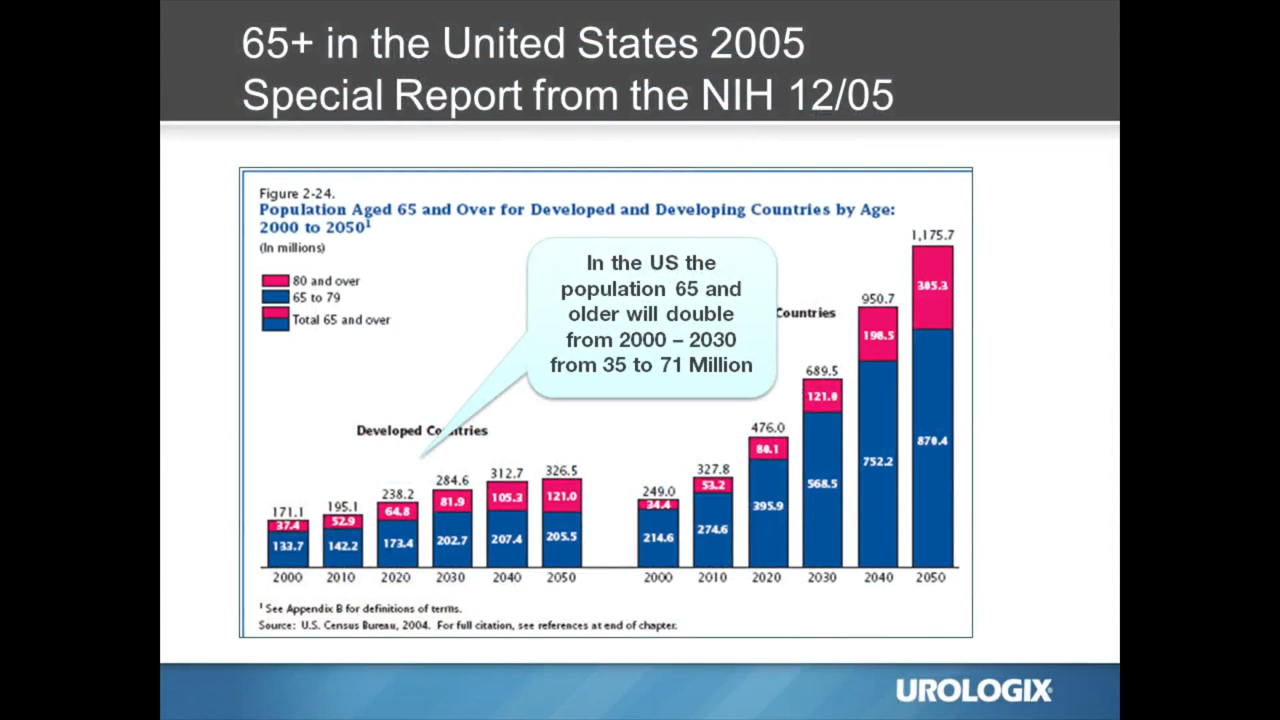 65+ in the United States 2005
Special Report from the NIH 12/05
Figure 2-24.
Population Aged 65 and Over for Developed and Developing Countries by Age:
2000 to 2050¹
(In millions)
80 and over
65 to 79
Total 65 and over
In the US the
population 65 and
older will double
from 2000 – 2030
from 35 to 71 Million
Developed
Countries
171.1 195.1 238.2 284.6 312.7 326.5
37.4 52.9 64.8 81.9 105.3 121.0
133.7 142.2 173.4 202.7 207.4 205.5
2000 2010 2020 2030 2040 2050
249.0 327.8 476.0 689.5 950.7 1,175.7
34.4 53.2 80.1 121.0 198.5 305.3
214.6 274.6 395.9 568.5 752.2 870.4
2000 2010 2020 2030 2040 2050
¹ See Appendix B for definitions of terms.
Source: U.S. Census Bureau, 2004. For full citation, see references at end of chapter.
UROLOGIX